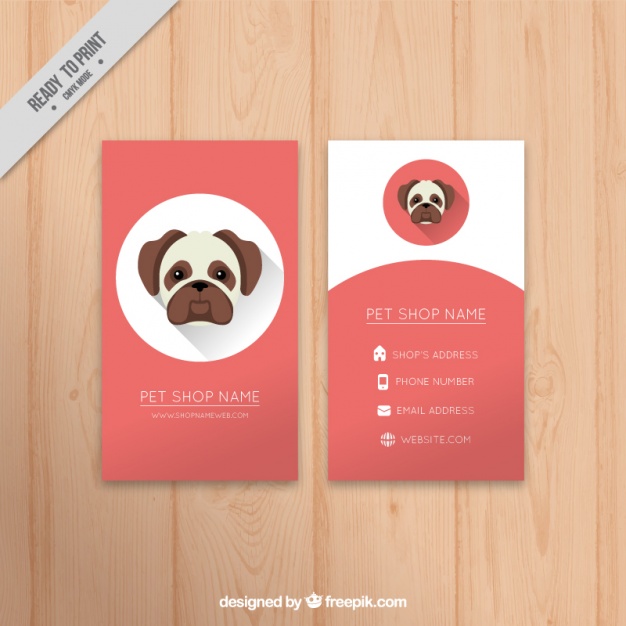 READY TO PRINT
CMYK MODE
PET SHOP NAME
WWW.SHOPNAMEWEB.COM
PET SHOP NAME
SHOP'S ADDRESS
PHONE NUMBER
EMAIL ADDRESS
WEBSITE.COM
designed by freepik.com